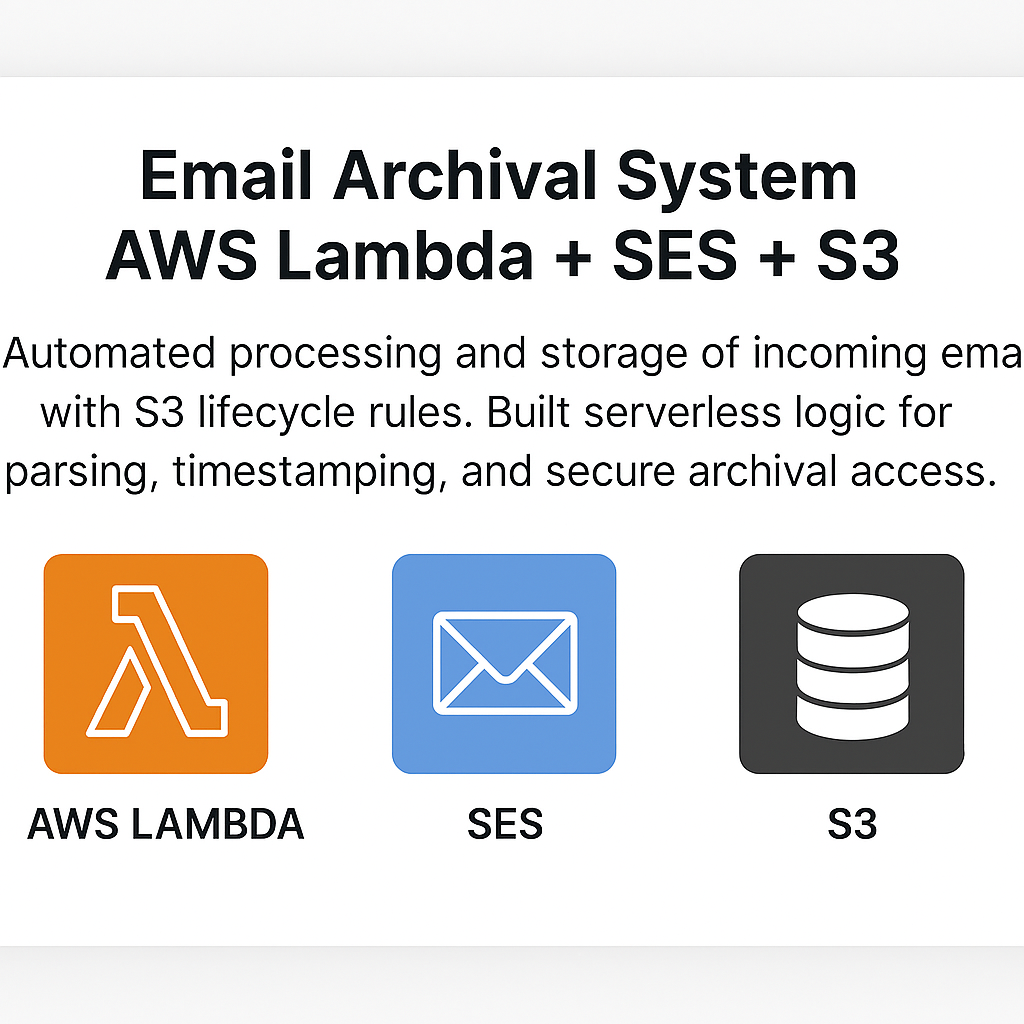 Email Archival System
AWS Lambda + SES + S3
Automated processing and storage of incoming ema
with S3 lifecycle rules. Built serverless logic for
parsing, timestamping, and secure archival access.
AWS LAMBDA
SES
S3